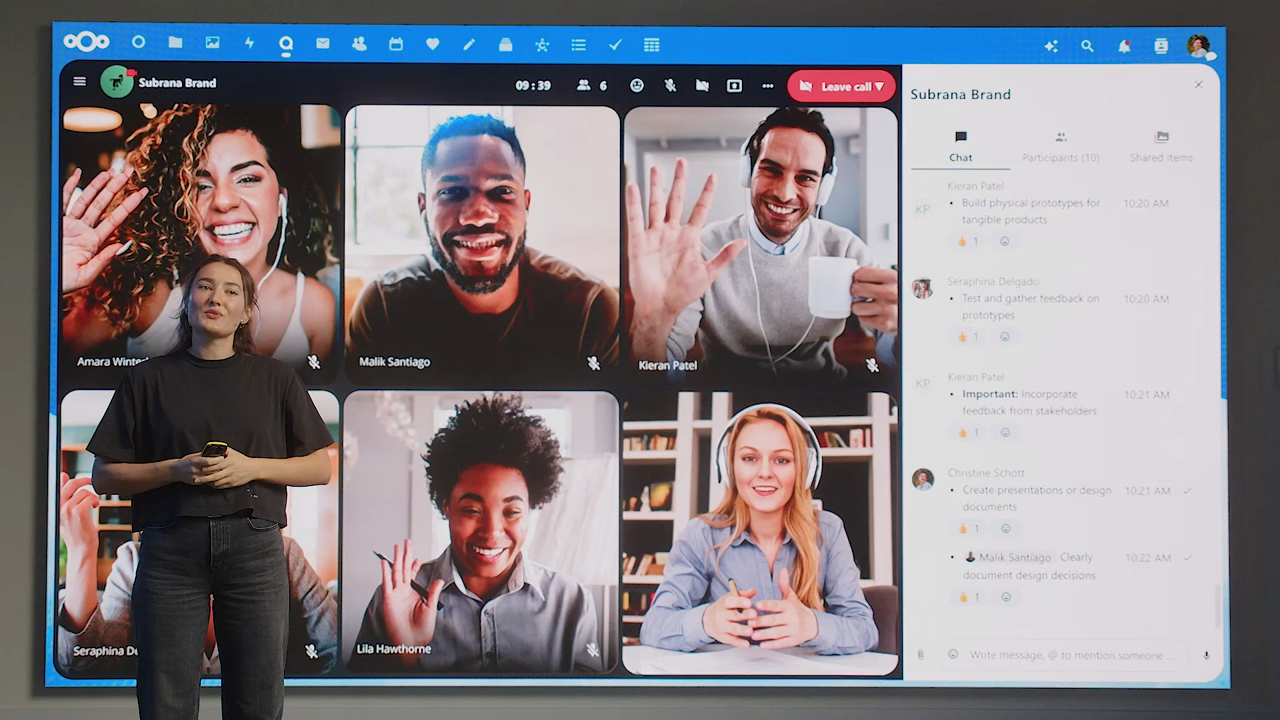 Subrana Brand
09 : 39
6
Leave call
Amara Winter
Malik Santiago
Kieran Patel
Seraphina De
Lila Hawthorne
Subrana Brand
Chat
Participants (10)
Shared items
Kieran Patel
KP
• Build physical prototypes for
tangible products
10:20 AM
1
Seraphina Delgado
• Test and gather feedback on
prototypes
10:20 AM
1
Kieran Patel
KP
• Important: Incorporate
feedback from stakeholders
10:21 AM
1
Christine Schott
• Create presentations or design
documents
10:21 AM
1
• Malik Santiago Clearly
document design decisions
10:22 AM
1
Write message, @ to mention someone ...